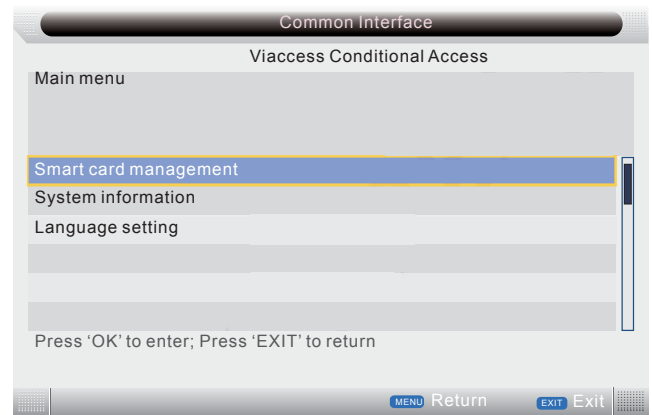 Common Interface
Viaccess Conditional Access
Main menu
Smart card management
System information
Language setting
Press ‘OK’ to enter; Press ‘EXIT’ to return
MENU Return EXIT Exit